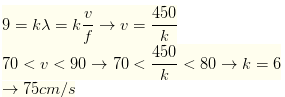 9 = kλ = k v/f → v = 450/k
70 < v < 90 → 70 < 450/k < 80 → k = 6
→ 75cm/s